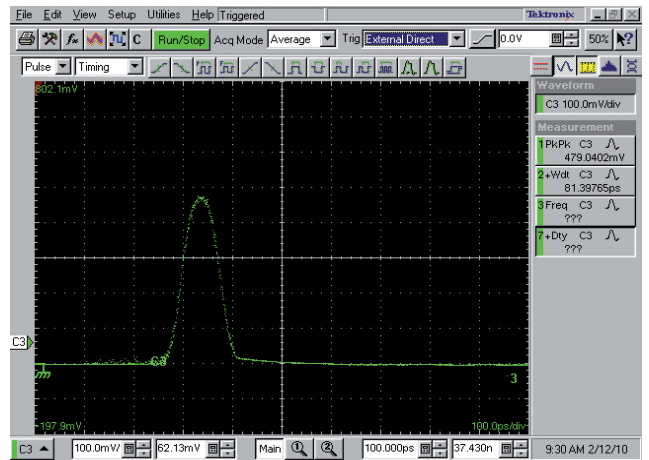 File Edit View Setup Utilities Help Triggered Tektronix
C Run/Stop Acq Mode Average Trig External Direct 0.0V 50%
Pulse Timing
802.1mV
Waveform
C3 100.0mV/div
Measurement
1 PkPk C3
479.0402mV
2 +Wdt C3
81.39765ps
3 Freq C3
???
7 +Dty C3
???
C3
C3
3
-197.9mV 100.0ps/div
C3 100.0mV/ 62.13mV Main 1 2 100.000ps 37.430n 9:30 AM 2/12/10